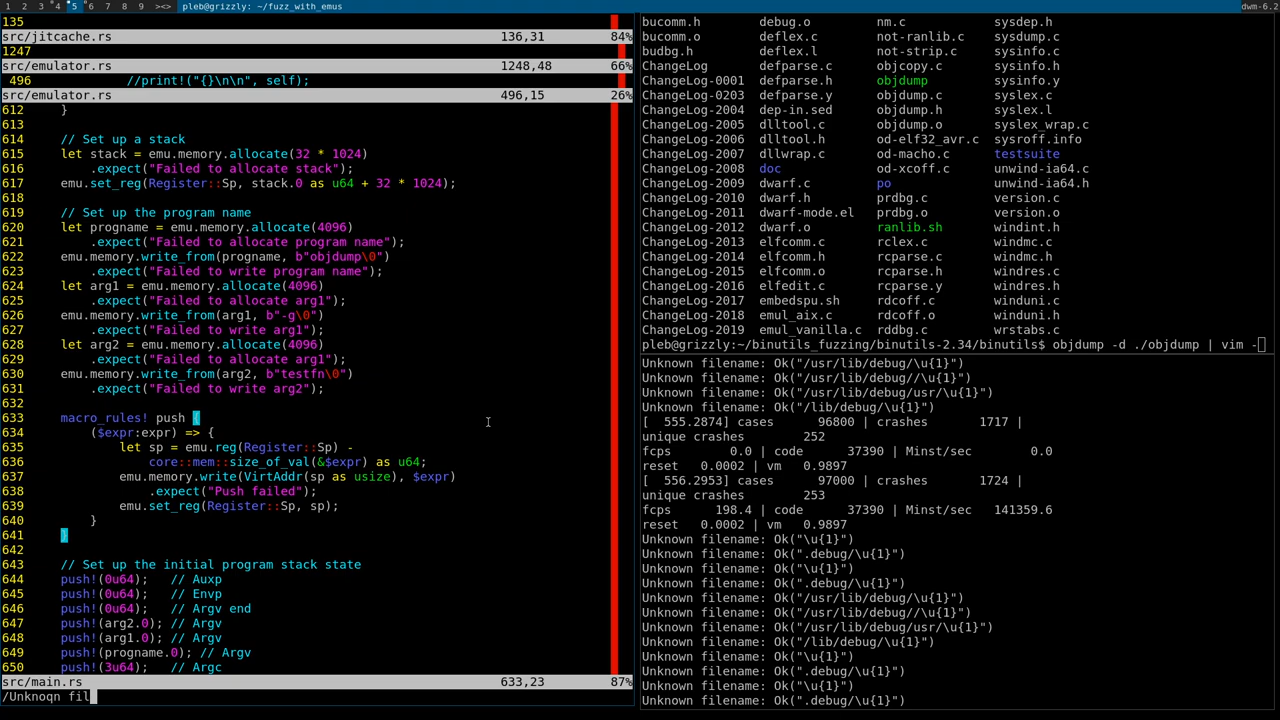 1 2 3 4 5 6 7 8 9 ><> pleb@grizzly: ~/fuzz_with_emus dwm-6.2
135
src/jitcache.rs 136,31 84%
1247
src/emulator.rs 1248,48 66%
496 //print!("{}\n\n", self);
src/emulator.rs 496,15 26%
612 }
613
614 // Set up a stack
615 let stack = emu.memory.allocate(32 * 1024)
616 .expect("Failed to allocate stack");
617 emu.set_reg(Register::Sp, stack.0 as u64 + 32 * 1024);
618
619 // Set up the program name
620 let progname = emu.memory.allocate(4096)
621 .expect("Failed to allocate program name");
622 emu.memory.write_from(progname, b"objdump\0")
623 .expect("Failed to write program name");
624 let arg1 = emu.memory.allocate(4096)
625 .expect("Failed to allocate arg1");
626 emu.memory.write_from(arg1, b"-g\0")
627 .expect("Failed to write arg1");
628 let arg2 = emu.memory.allocate(4096)
629 .expect("Failed to allocate arg1");
630 emu.memory.write_from(arg2, b"testfn\0")
631 .expect("Failed to write arg2");
632
633 macro_rules! push {
634 ($expr:expr) => {
635 let sp = emu.reg(Register::Sp) -
636 core::mem::size_of_val(&$expr) as u64;
637 emu.memory.write(VirtAddr(sp as usize), $expr)
638 .expect("Push failed");
639 emu.set_reg(Register::Sp, sp);
640 }
641 }
642
643 // Set up the initial program stack state
644 push!(0u64); // Auxp
645 push!(0u64); // Envp
646 push!(0u64); // Argv end
647 push!(arg2.0); // Argv
648 push!(arg1.0); // Argv
649 push!(progname.0); // Argv
650 push!(3u64); // Argc
src/main.rs 633,23 87%
/Unknoqn fil
bucomm.h debug.o nm.c sysdep.h
bucomm.o deflex.c not-ranlib.c sysdump.c
budbg.h deflex.l not-strip.c sysinfo.c
ChangeLog defparse.c objcopy.c sysinfo.h
ChangeLog-0001 defparse.h objdump sysinfo.y
ChangeLog-0203 defparse.y objdump.c syslex.c
ChangeLog-2004 dep-in.sed objdump.h syslex.l
ChangeLog-2005 dlltool.c objdump.o syslex_wrap.c
ChangeLog-2006 dlltool.h od-elf32_avr.c sysroff.info
ChangeLog-2007 dllwrap.c od-macho.c testsuite
ChangeLog-2008 doc od-xcoff.c unwind-ia64.c
ChangeLog-2009 dwarf.c po unwind-ia64.h
ChangeLog-2010 dwarf.h prdbg.c version.c
ChangeLog-2011 dwarf-mode.el prdbg.o version.o
ChangeLog-2012 dwarf.o ranlib.sh windint.h
ChangeLog-2013 elfcomm.c rclex.c windmc.c
ChangeLog-2014 elfcomm.h rcparse.c windmc.h
ChangeLog-2015 elfcomm.o rcparse.h windres.c
ChangeLog-2016 elfedit.c rcparse.y windres.h
ChangeLog-2017 embedspu.sh rdcoff.c winduni.c
ChangeLog-2018 emul_aix.c rdcoff.o winduni.h
ChangeLog-2019 emul_vanilla.c rddbg.c wrstabs.c
pleb@grizzly:~/binutils_fuzzing/binutils-2.34/binutils$ objdump -d ./objdump | vim -
Unknown filename: Ok("/usr/lib/debug/\u{1}")
Unknown filename: Ok("/usr/lib/debug//\u{1}")
Unknown filename: Ok("/usr/lib/debug/usr/\u{1}")
Unknown filename: Ok("/lib/debug/\u{1}")
[ 555.2874] cases 96800 | crashes 1717 |
unique crashes 252
fcps 0.0 | code 37390 | Minst/sec 0.0
reset 0.0002 | vm 0.9897
[ 556.2953] cases 97000 | crashes 1724 |
unique crashes 253
fcps 198.4 | code 37390 | Minst/sec 141359.6
reset 0.0002 | vm 0.9897
Unknown filename: Ok("\u{1}")
Unknown filename: Ok(".debug/\u{1}")
Unknown filename: Ok("\u{1}")
Unknown filename: Ok(".debug/\u{1}")
Unknown filename: Ok("/usr/lib/debug/\u{1}")
Unknown filename: Ok("/usr/lib/debug//\u{1}")
Unknown filename: Ok("/usr/lib/debug/usr/\u{1}")
Unknown filename: Ok("/lib/debug/\u{1}")
Unknown filename: Ok("\u{1}")
Unknown filename: Ok(".debug/\u{1}")
Unknown filename: Ok("\u{1}")
Unknown filename: Ok(".debug/\u{1}")